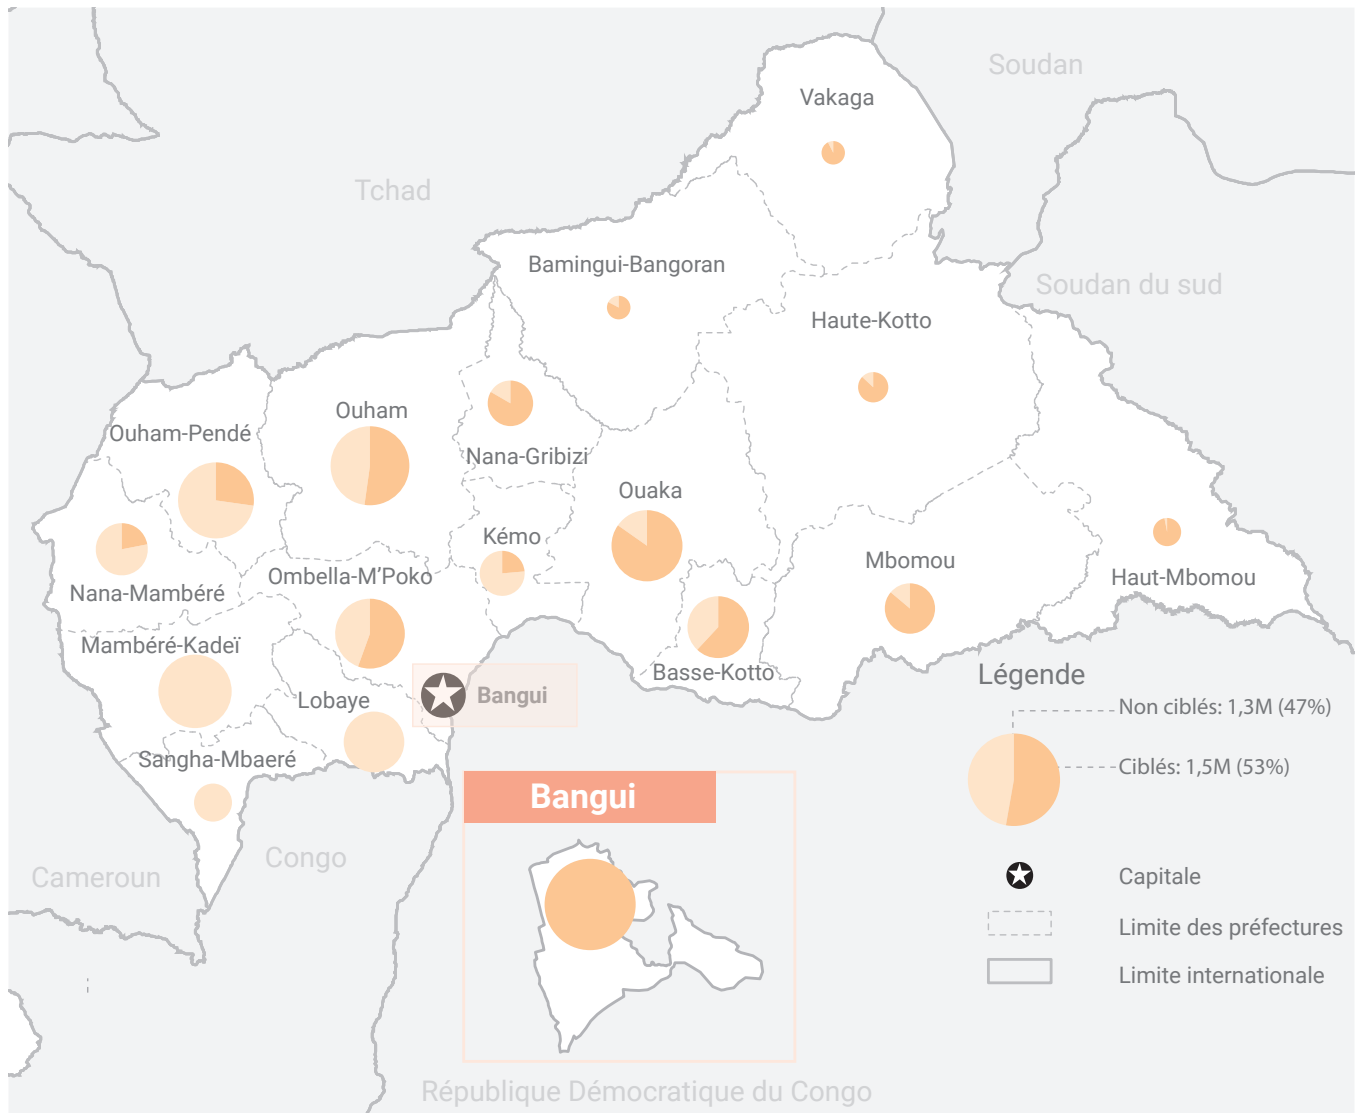 Soudan
Vakaga
Tchad
Bamingui-Bangoran
Soudan du sud
Haute-Kotto
Ouham
Ouham-Pendé
Nana-Gribizi
Ouaka
Kémo
Mbomou
Ombella-M'Poko
Haut-Mbomou
Nana-Mambéré
Mambéré-Kadeï
Basse-Kotto
Lobaye
Bangui
Sangha-Mbaeré
Légende
Non ciblés: 1,3M (47%)
Ciblés: 1,5M (53%)
Bangui
Congo
Cameroun
Capitale
Limite des préfectures
Limite internationale
République Démocratique du Congo